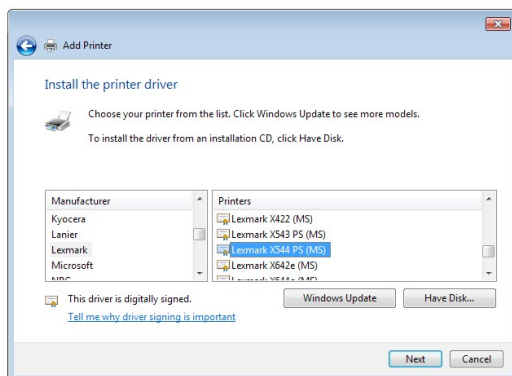 Add Printer
Install the printer driver
Choose your printer from the list. Click Windows Update to see more models.
To install the driver from an installation CD, click Have Disk.
Manufacturer
Kyocera
Lanier
Lexmark
Microsoft
Printers
Lexmark X422 (MS)
Lexmark X543 PS (MS)
Lexmark X544 PS (MS)
Lexmark X642e (MS)
This driver is digitally signed.
Tell me why driver signing is important
Windows Update
Have Disk...
Next
Cancel